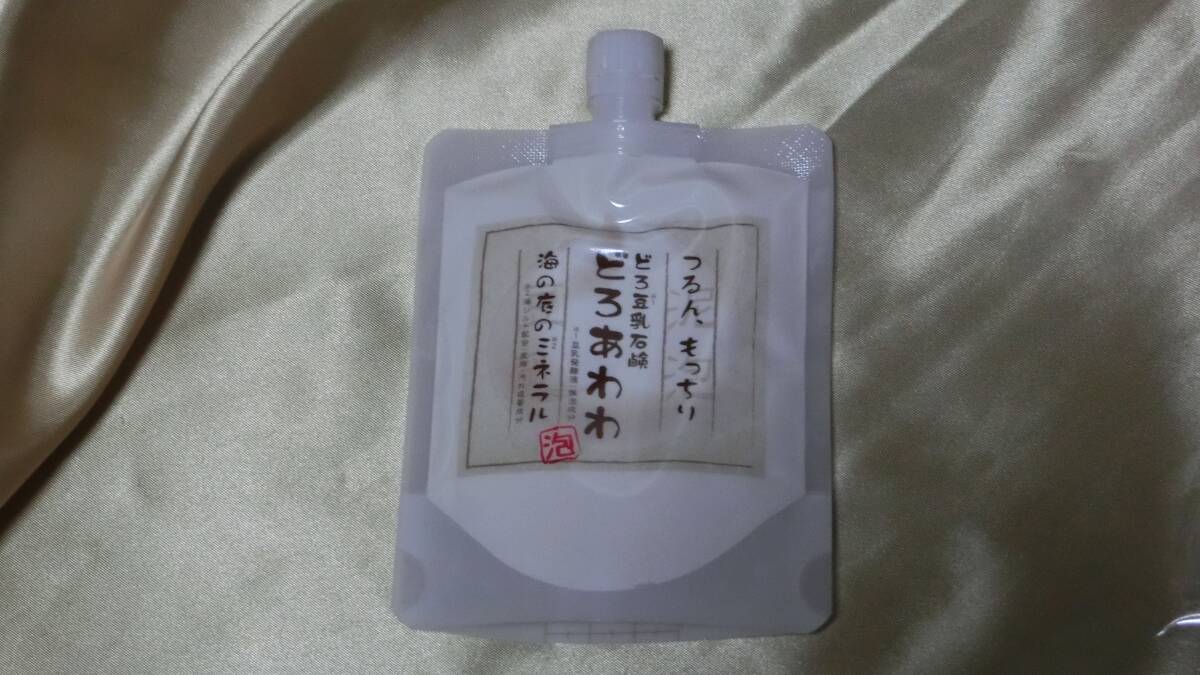 つるん、もっちり
どろ豆乳石鹸
どろあわわ
海の底のミネラル
泡